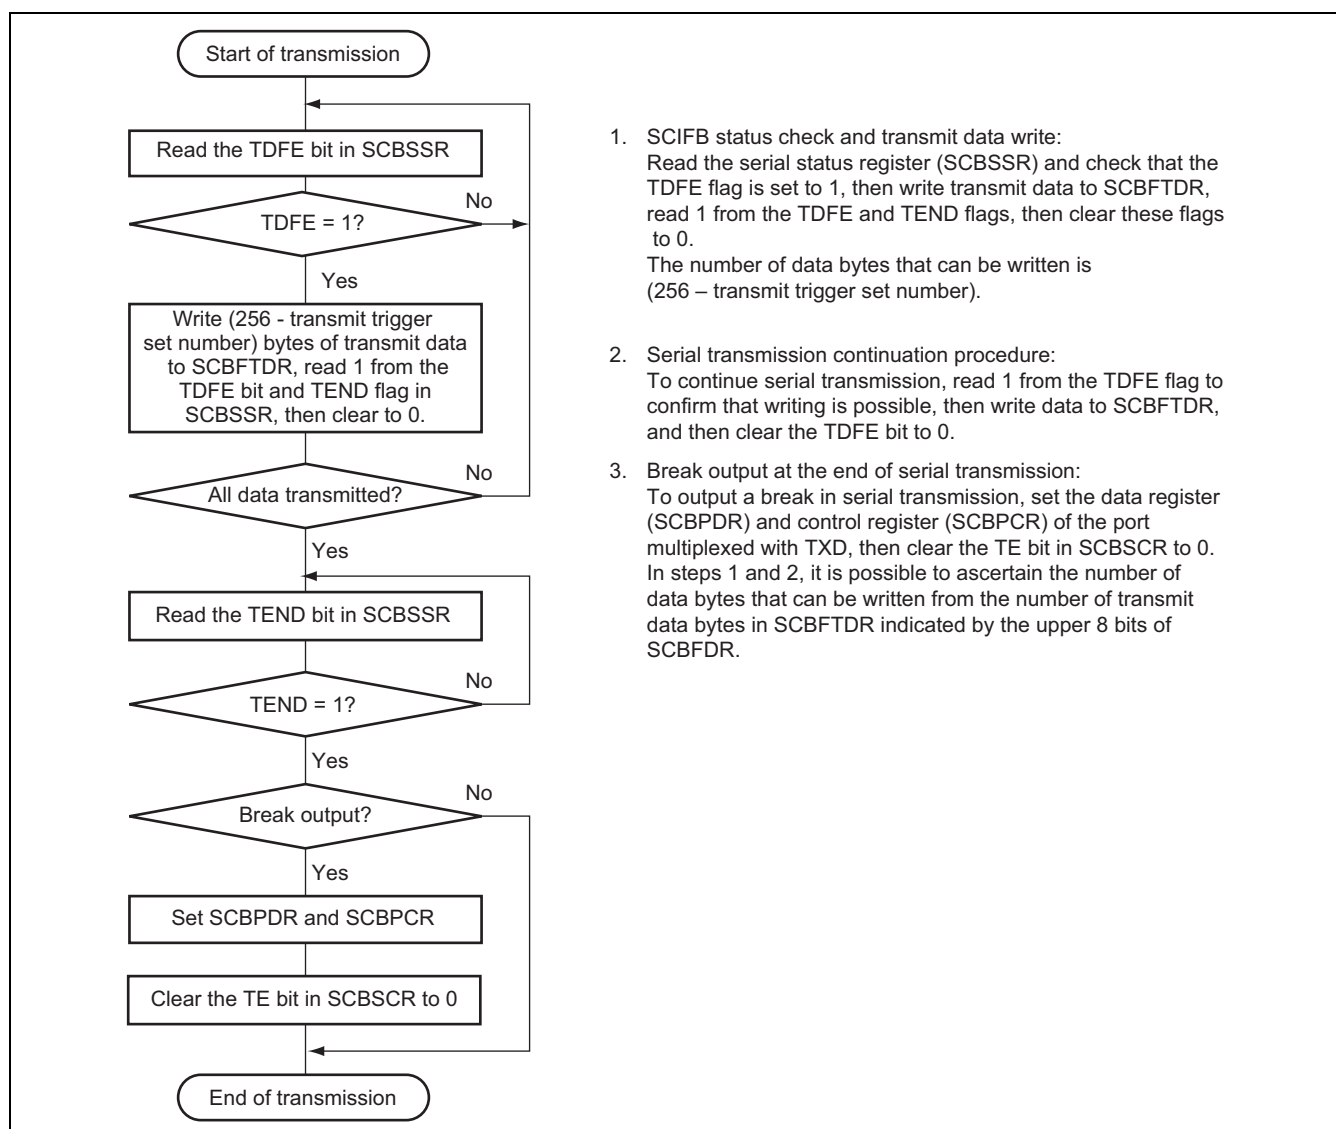 Start of transmission
Read the TDFE bit in SCBSSR
TDFE = 1?
No
Yes
Write (256 - transmit trigger
set number) bytes of transmit data
to SCBFTDR, read 1 from the
TDFE bit and TEND flag in
SCBSSR, then clear to 0.
All data transmitted?
No
Yes
Read the TEND bit in SCBSSR
TEND = 1?
No
Yes
Break output?
No
Yes
Set SCBPDR and SCBPCR
Clear the TE bit in SCBSCR to 0
End of transmission
1. SCIFB status check and transmit data write:
Read the serial status register (SCBSSR) and check that the
TDFE flag is set to 1, then write transmit data to SCBFTDR,
read 1 from the TDFE and TEND flags, then clear these flags
to 0.
The number of data bytes that can be written is
(256 – transmit trigger set number).
2. Serial transmission continuation procedure:
To continue serial transmission, read 1 from the TDFE flag to
confirm that writing is possible, then write data to SCBFTDR,
and then clear the TDFE bit to 0.
3. Break output at the end of serial transmission:
To output a break in serial transmission, set the data register
(SCBPDR) and control register (SCBPCR) of the port
multiplexed with TXD, then clear the TE bit in SCBSCR to 0.
In steps 1 and 2, it is possible to ascertain the number of
data bytes that can be written from the number of transmit
data bytes in SCBFTDR indicated by the upper 8 bits of
SCBFDR.